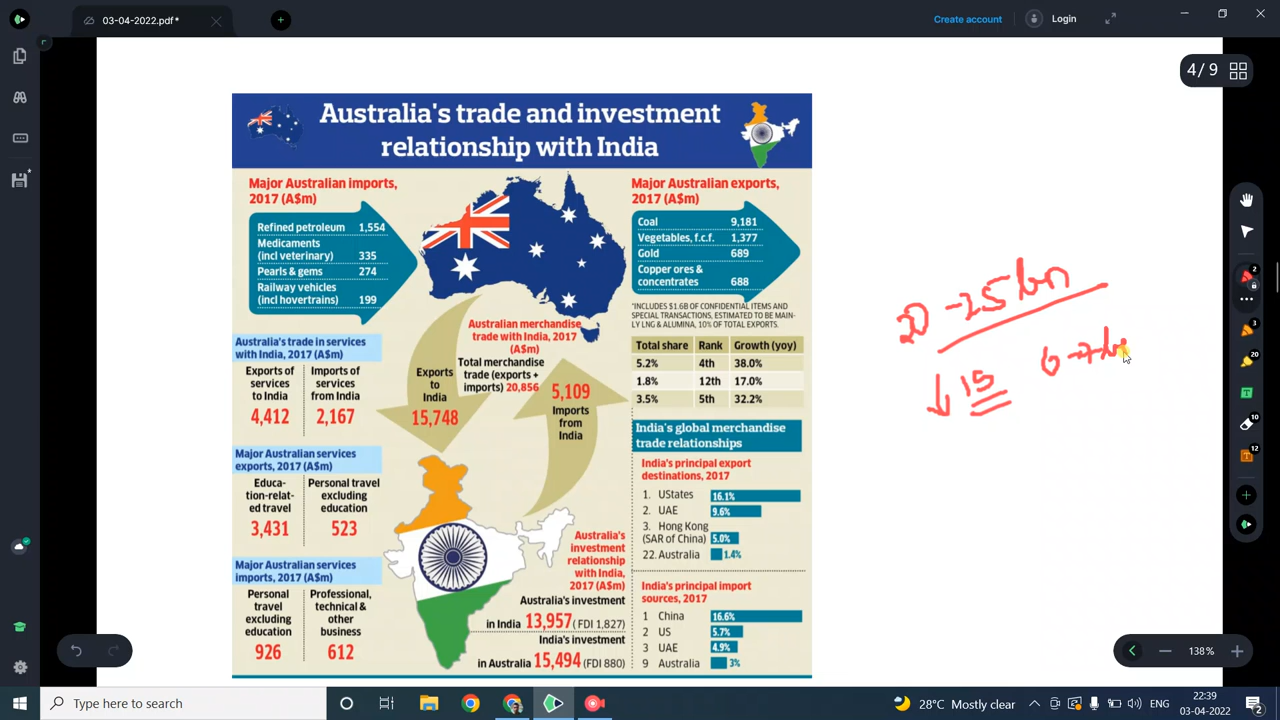 03-04-2022.pdf*
Create account
Login
4/ 9
Australia's trade and investment
relationship with India
Major Australian imports,
2017 (A$m)
Refined petroleum 1,554
Medicaments
(incl veterinary) 335
Pearls & gems 274
Railway vehicles
(incl hovertrains) 199
Australia's trade in services
with India, 2017 (A$m)
Exports of
services
to India
4,412
Imports of
services
from India
2,167
Major Australian services
exports, 2017 (A$m)
Educa-
tion-relat-
ed travel
3,431
Personal travel
excluding
education
523
Major Australian services
imports, 2017 (A$m)
Personal
travel
excluding
education
926
Professional,
technical &
other
business
612
Australian merchandise
trade with India, 2017
(A$m)
Total merchandise
trade (exports +
imports) 20,856
Exports
to
India
15,748
5,109
Imports
from
India
Australia's
investment
relationship
with India,
2017 (A$m)
Australia's investment
in India 13,957 (FDI 1,827)
India's investment
in Australia 15,494 (FDI 880)
Major Australian exports,
2017 (A$m)
Coal 9,181
Vegetables, f.c.f. 1,377
Gold 689
Copper ores &
concentrates 688
*INCLUDES $1.6B OF CONFIDENTIAL ITEMS AND
SPECIAL TRANSACTIONS, ESTIMATED TO BE MAIN-
LY LNG & ALUMINA, 10% OF TOTAL EXPORTS.
Total share Rank Growth (yoy)
5.2% 4th 38.0%
1.8% 12th 17.0%
3.5% 5th 32.2%
India's global merchandise
trade relationships
India's principal export
destinations, 2017
1. UStates 16.1%
2. UAE 9.6%
3. Hong Kong
(SAR of China) 5.0%
22. Australia 1.4%
India's principal import
sources, 2017
1 China 16.6%
2 US 5.7%
3 UAE 4.9%
9 Australia 3%
20-25 bn
6-7 b
↓ 15
2
3
20
10
12
138%
Type here to search
28°C Mostly clear
ENG
22:39
03-04-2022
2